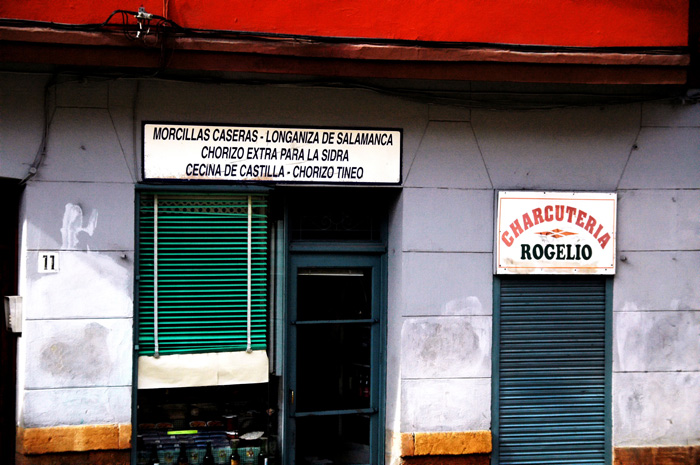 MORCILLAS CASERAS - LONGANIZA DE SALAMANCA
CHORIZO EXTRA PARA LA SIDRA
CECINA DE CASTILLA - CHORIZO TINEO
CHARCUTERIA
ROGELIO
11